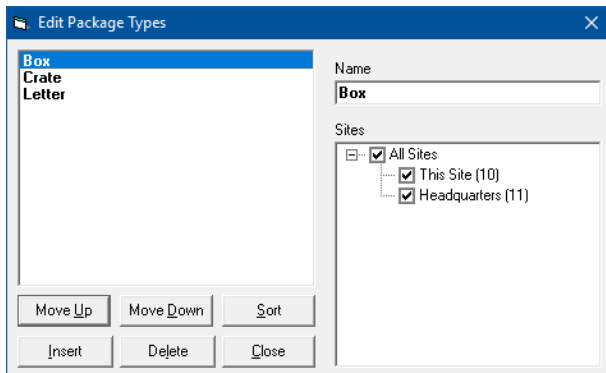 Edit Package Types
Box
Crate
Letter
Name
Box
Sites
All Sites
This Site (10)
Headquarters (11)
Move Up
Move Down
Sort
Insert
Delete
Close